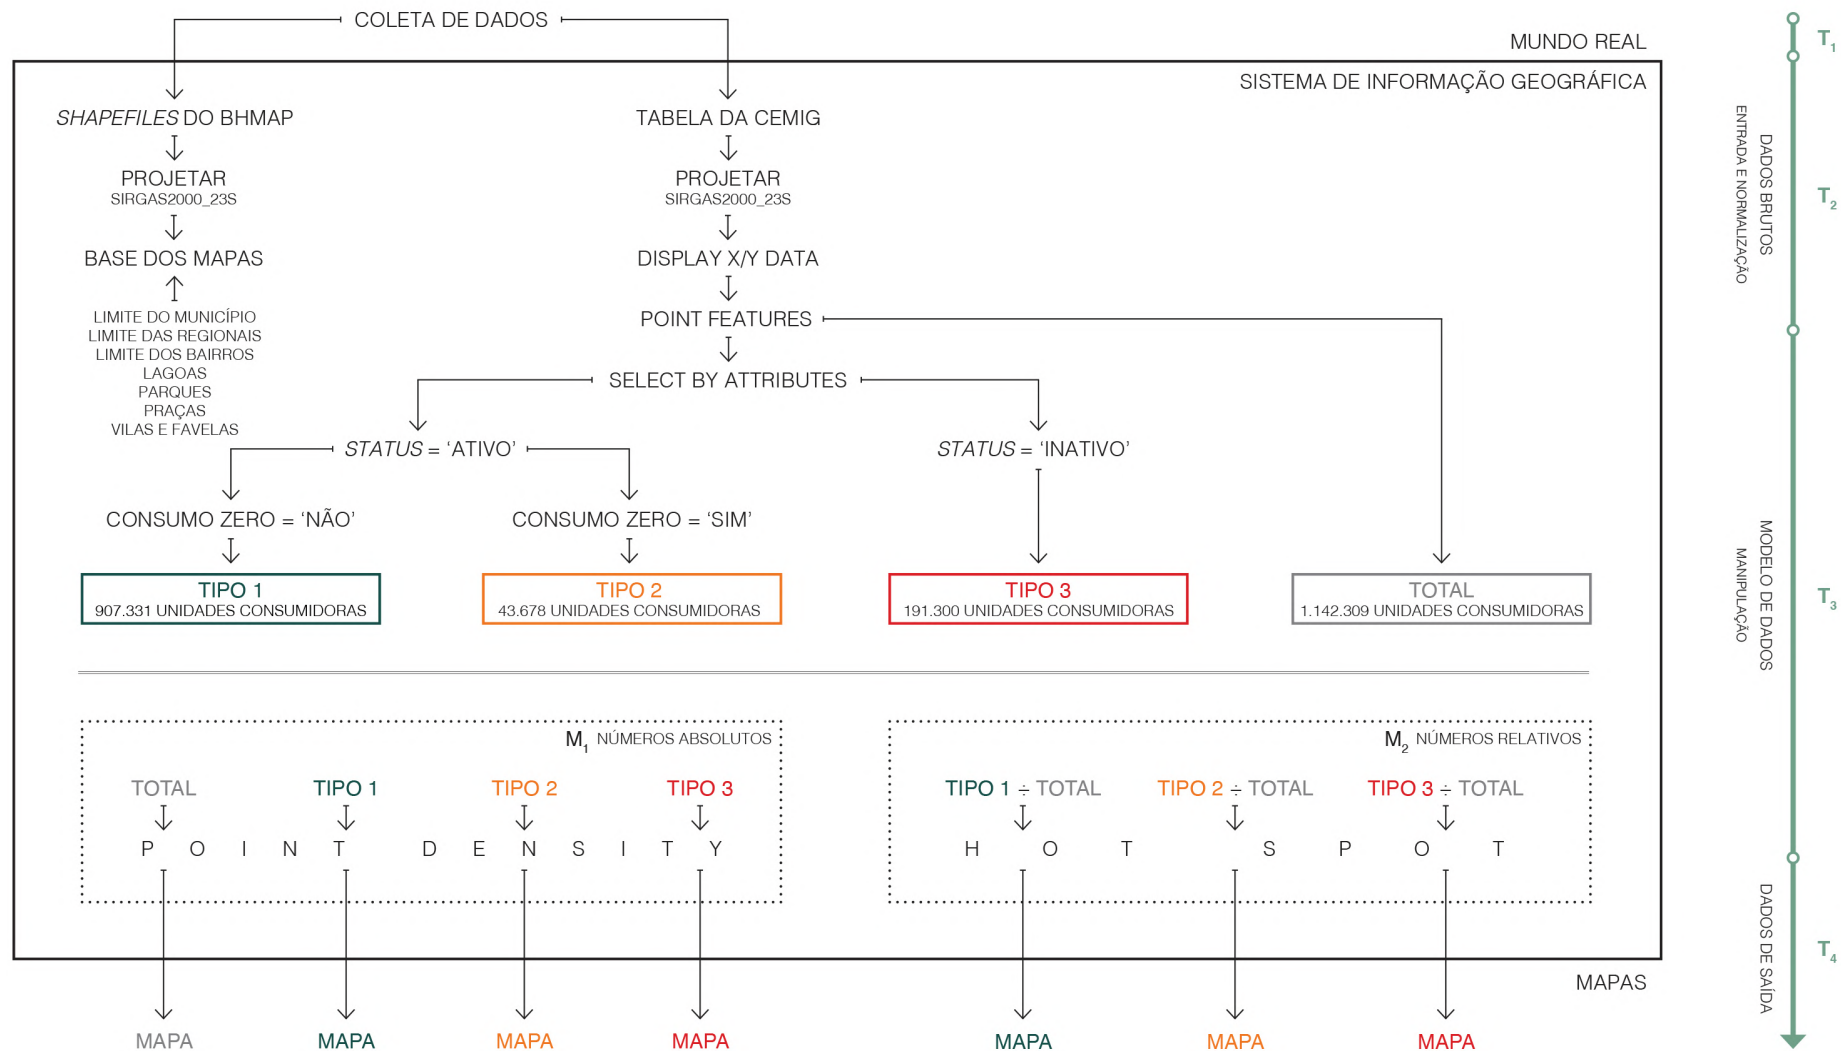 COLETA DE DADOS
MUNDO REAL
SISTEMA DE INFORMAÇÃO GEOGRÁFICA
SHAPEFILES DO BHMAP
PROJETAR
SIRGAS2000_23S
BASE DOS MAPAS
LIMITE DO MUNICÍPIO
LIMITE DAS REGIONAIS
LIMITE DOS BAIRROS
LAGOAS
PARQUES
PRAÇAS
VILAS E FAVELAS
TABELA DA CEMIG
PROJETAR
SIRGAS2000_23S
DISPLAY X/Y DATA
POINT FEATURES
SELECT BY ATTRIBUTES
STATUS = ‘ATIVO’
STATUS = ‘INATIVO’
CONSUMO ZERO = ‘NÃO’
CONSUMO ZERO = ‘SIM’
TIPO 1
907.331 UNIDADES CONSUMIDORAS
TIPO 2
43.678 UNIDADES CONSUMIDORAS
TIPO 3
191.300 UNIDADES CONSUMIDORAS
TOTAL
1.142.309 UNIDADES CONSUMIDORAS
M1 NÚMEROS ABSOLUTOS
TOTAL
TIPO 1
TIPO 2
TIPO 3
POINT DENSITY
M2 NÚMEROS RELATIVOS
TIPO 1 ÷ TOTAL
TIPO 2 ÷ TOTAL
TIPO 3 ÷ TOTAL
HOT SPOT
MAPAS
MAPA
MAPA
MAPA
MAPA
MAPA
MAPA
MAPA
T1
DADOS BRUTOS
ENTRADA E NORMALIZAÇÃO
T2
MODELO DE DADOS
MANIPULAÇÃO
T3
DADOS DE SAÍDA
T4